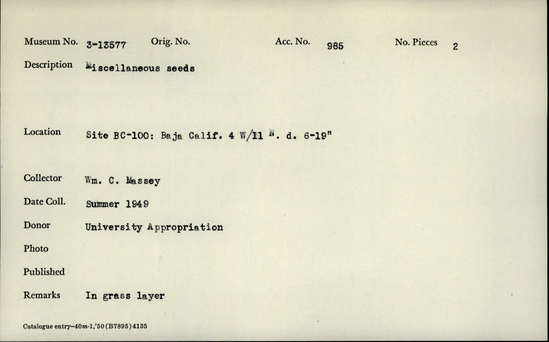 Museum No. 3-13577 Orig. No. Acc. No. 985 No. Pieces 2
Description Miscellaneous seeds
Location Site BC-100: Baja Calif. 4 W/11 N. d. 6-19"
Collector Wm. C. Massey
Date Coll. Summer 1949
Donor University Appropriation
Photo
Published
Remarks In grass layer
Catalogue entry—40m-1,'50 (B7895) 4135